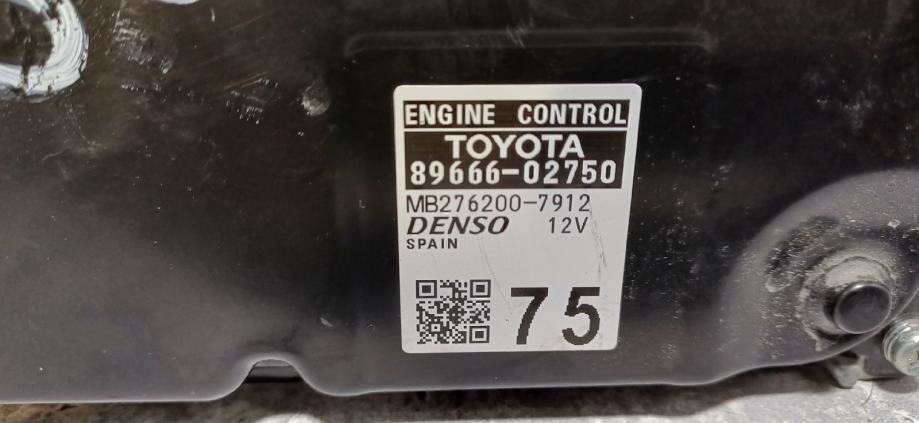 ENGINE CONTROL
TOYOTA
89666-02750
MB276200-7912
DENSO 12V
SPAIN
75